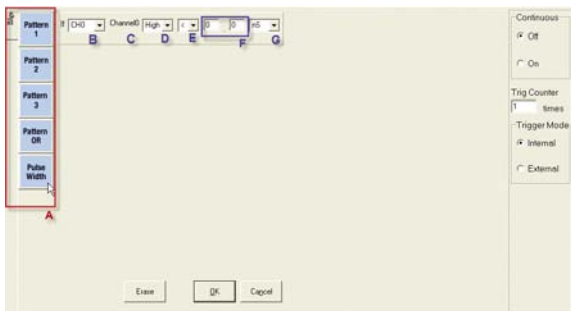 Edge
Pattern 1
Pattern 2
Pattern 3
Pattern OR
Pulse Width
A
If CH0 Channel0 High < 0 0 nS
B C D E F G
Erase OK Cancel
Continuous
Off
On
Trig Counter
1 times
Trigger Mode
Internal
External